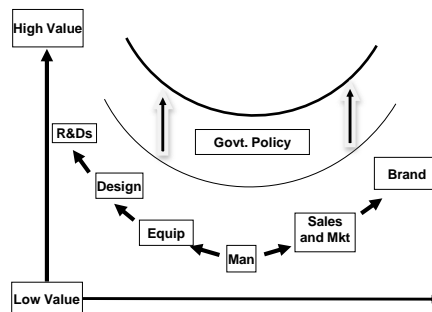 High Value
R&Ds
Govt. Policy
Brand
Design
Equip
Sales
and Mkt
Man
Low Value